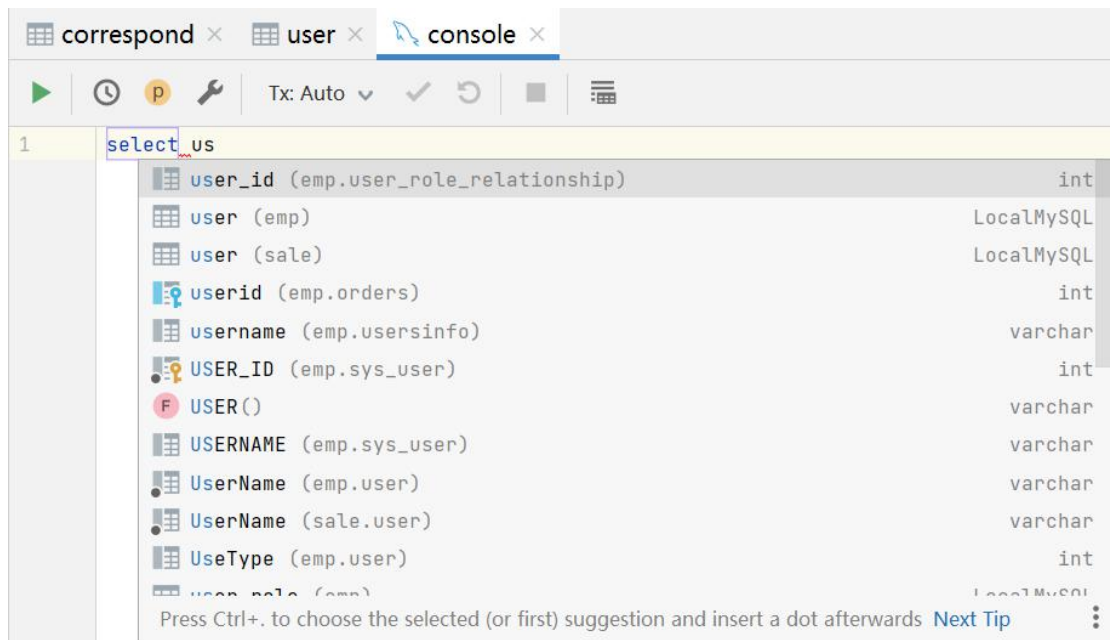 correspond user console
p Tx: Auto
1 select us
user_id (emp.user_role_relationship) int
user (emp) LocalMySQL
user (sale) LocalMySQL
userid (emp.orders) int
username (emp.usersinfo) varchar
USER_ID (emp.sys_user) int
F USER() varchar
USERNAME (emp.sys_user) varchar
UserName (emp.user) varchar
UserName (sale.user) varchar
UseType (emp.user) int
user_role (emp) LocalMySQL
Press Ctrl+. to choose the selected (or first) suggestion and insert a dot afterwards Next Tip